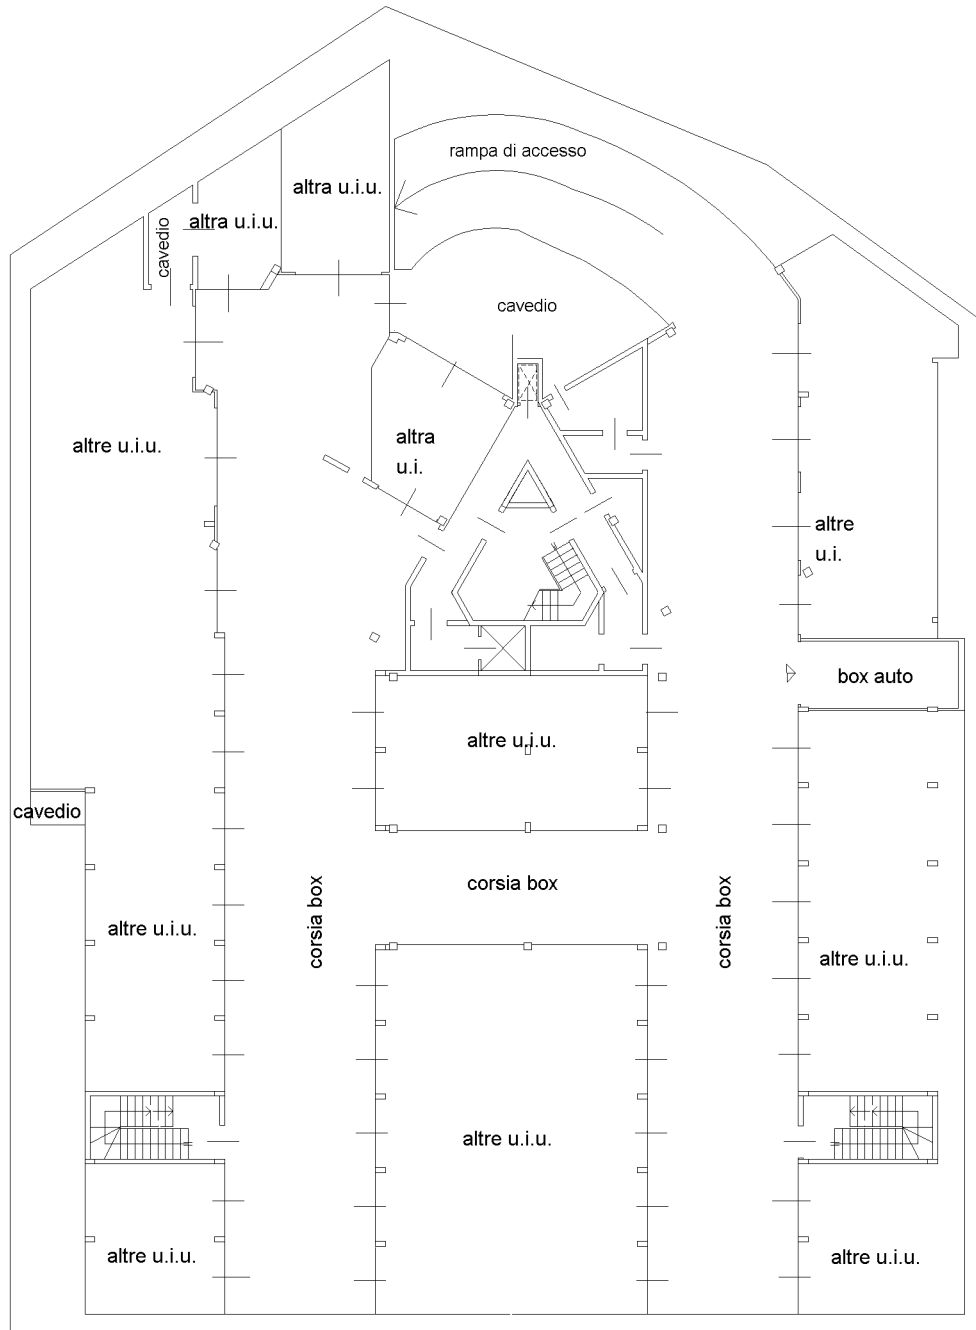 rampa di accesso
altra u.i.u.
altra u.i.u.
cavedio
cavedio
altre u.i.u.
altra
u.i.
altre
u.i.
box auto
altre u.i.u.
cavedio
corsia box
corsia box
corsia box
altre u.i.u.
altre u.i.u.
altre u.i.u.
altre u.i.u.
altre u.i.u.